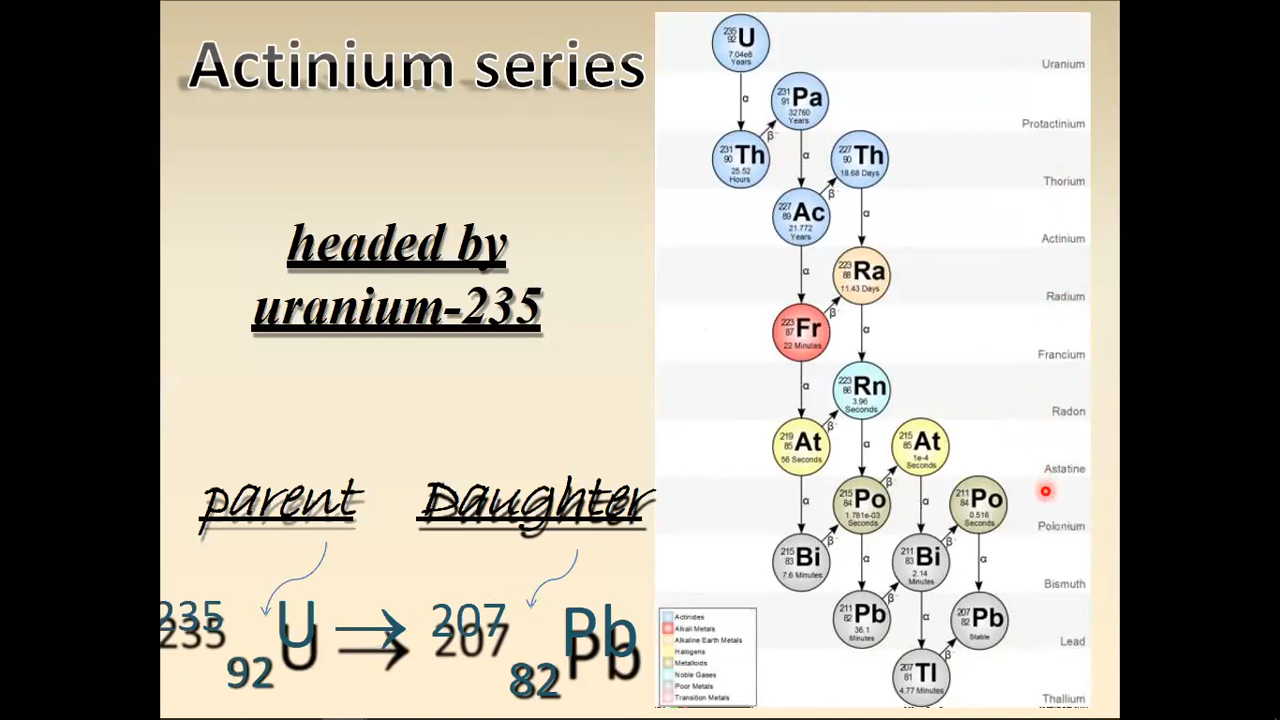 Actinium series
headed by
uranium-235
parent Daughter
235 92 U → 207 82 Pb
235 92 U 7.04e8 Years
Uranium
α
231 91 Pa 32760 Years
Protactinium
β-
231 90 Th 25.52 Hours
α
227 90 Th 18.68 Days
Thorium
β-
227 89 Ac 21.772 Years
α
Actinium
α
223 88 Ra 11.43 Days
Radium
β-
223 87 Fr 22 Minutes
α
Francium
α
223 86 Rn 3.96 Seconds
Radon
β-
219 85 At 56 Seconds
α
215 85 At 1e-4 Seconds
Astatine
β-
α
215 84 Po 1.781e-03 Seconds
α
211 84 Po 0.516 Seconds
Polonium
β-
β-
215 83 Bi 7.6 Minutes
α
211 83 Bi 2.14 Minutes
α
Bismuth
β-
211 82 Pb 36.1 Minutes
α
207 82 Pb Stable
Lead
β-
207 81 Tl 4.77 Minutes
Thallium
Actinides
Alkali Metals
Alkaline Earth Metals
Halogens
Metalloids
Noble Gases
Poor Metals
Transition Metals